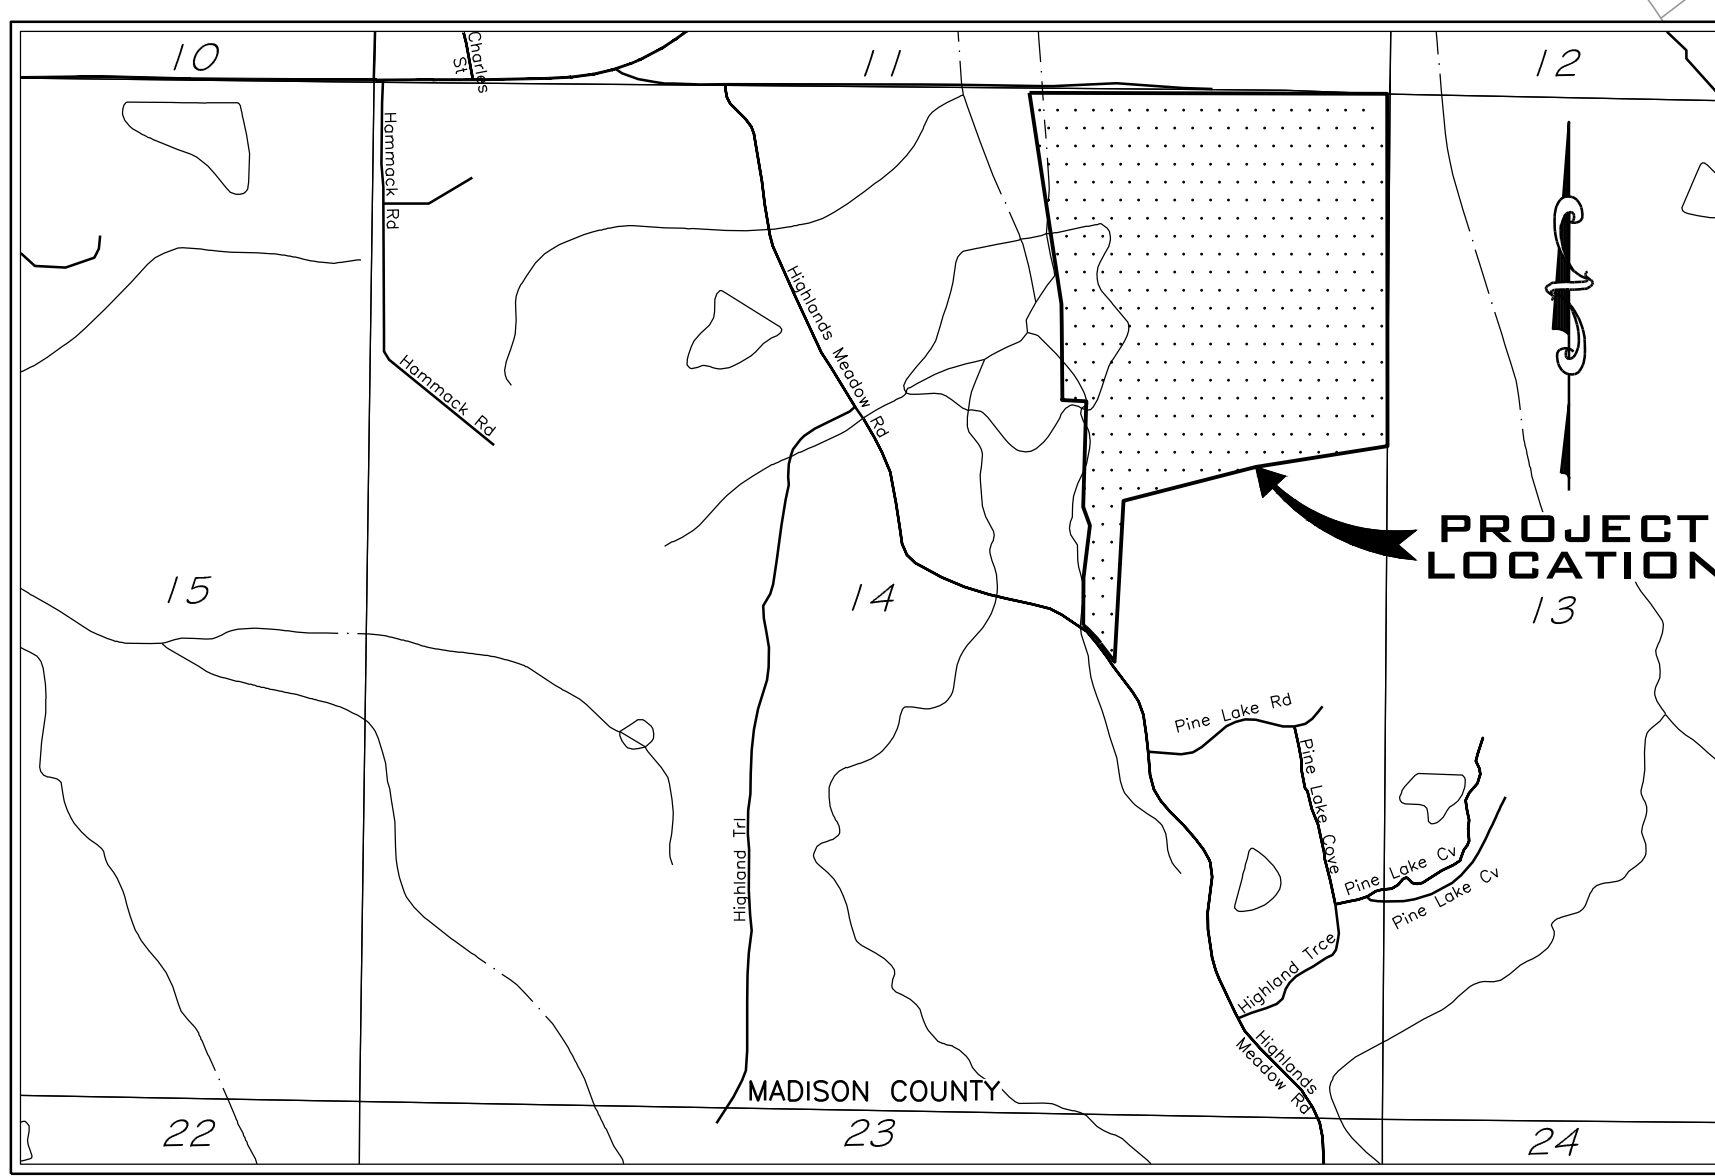 10
Charles
St
11
12
Hammack Rd
Highlands Meadow Rd
Hammack Rd
PROJECT
LOCATION
15
14
13
Pine Lake Rd
Pine Lake Cove
Highland Trl
Pine Lake Cv
Pine Lake Cv
Highland Trce
Highlands
Meadow Rd
MADISON COUNTY
22
23
24